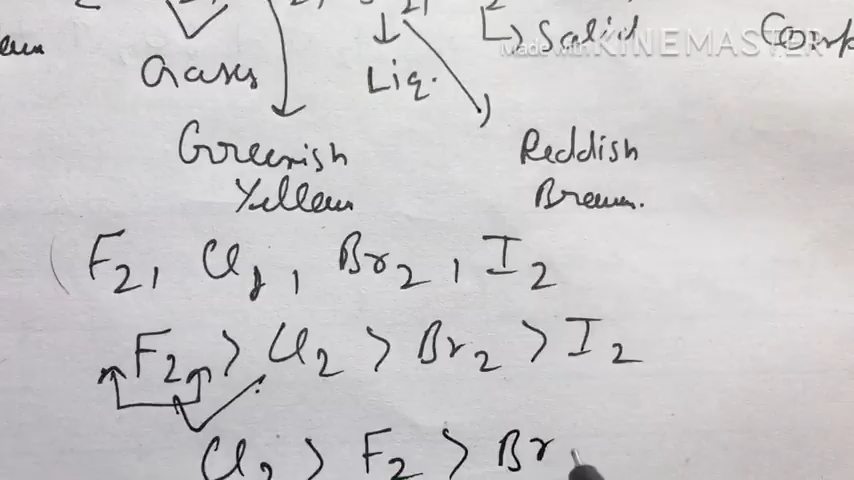 Solid
Made with KINEMASTER
Gases
Liq.
Greenish
Yellow
Reddish
Brown.
(F2, Cl2, Br2, I2
F2 > Cl2 > Br2 > I2
Cl2 > F2 > Br